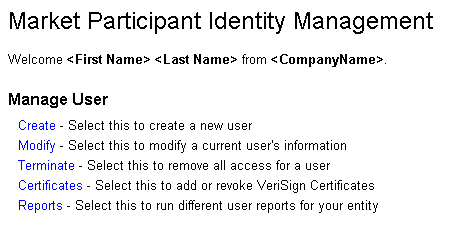 Market Participant Identity Management
Welcome <First Name> <Last Name> from <CompanyName>.
Manage User
Create - Select this to create a new user
Modify - Select this to modify a current user's information
Terminate - Select this to remove all access for a user
Certificates - Select this to add or revoke VeriSign Certificates
Reports - Select this to run different user reports for your entity